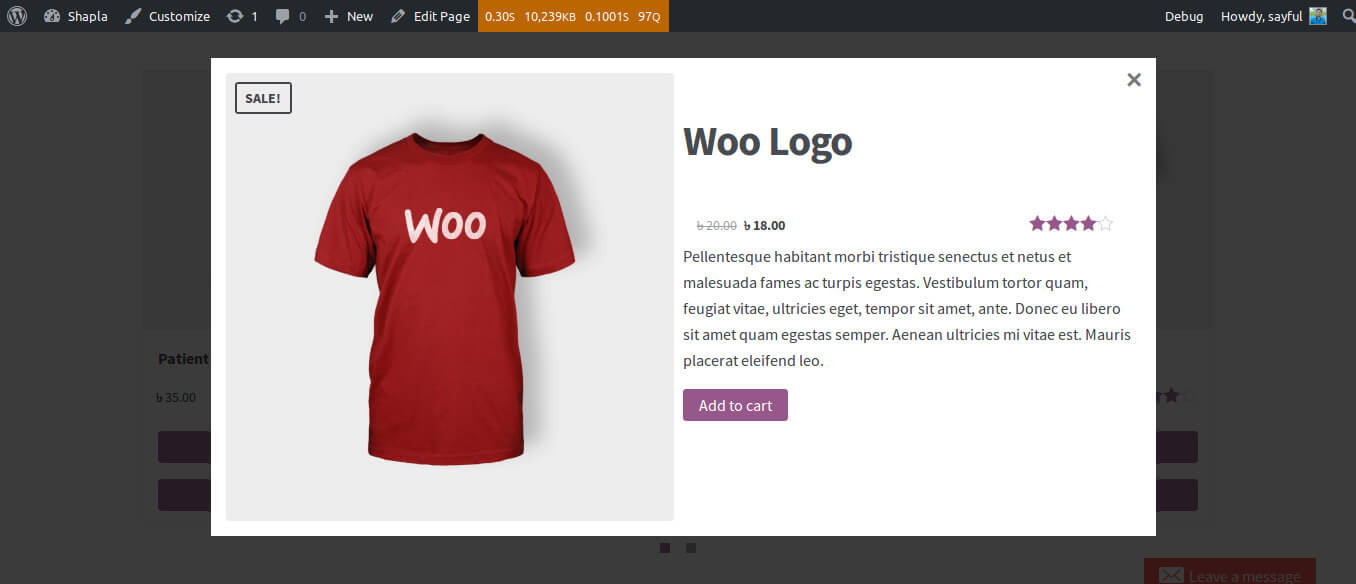 Shapla Customize 1 0 New Edit Page 0.30S 10,239KB 0.1001S 97Q Debug Howdy, sayful
SALE!
Woo Logo
WOO
৳ 20.00 ৳ 18.00
Pellentesque habitant morbi tristique senectus et netus et
malesuada fames ac turpis egestas. Vestibulum tortor quam,
feugiat vitae, ultricies eget, tempor sit amet, ante. Donec eu libero
sit amet quam egestas semper. Aenean ultricies mi vitae est. Mauris
placerat eleifend leo.
Patient
৳ 35.00
Add to cart
Leave a message